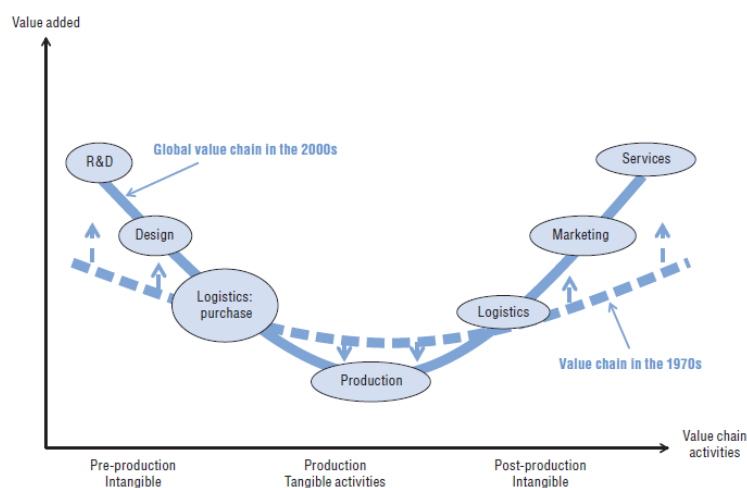 Value added
R&D
Global value chain in the 2000s
Services
Design
Marketing
Logistics:
purchase
Logistics
Value chain in the 1970s
Production
Value chain
activities
Pre-production
Intangible
Production
Tangible activities
Post-production
Intangible